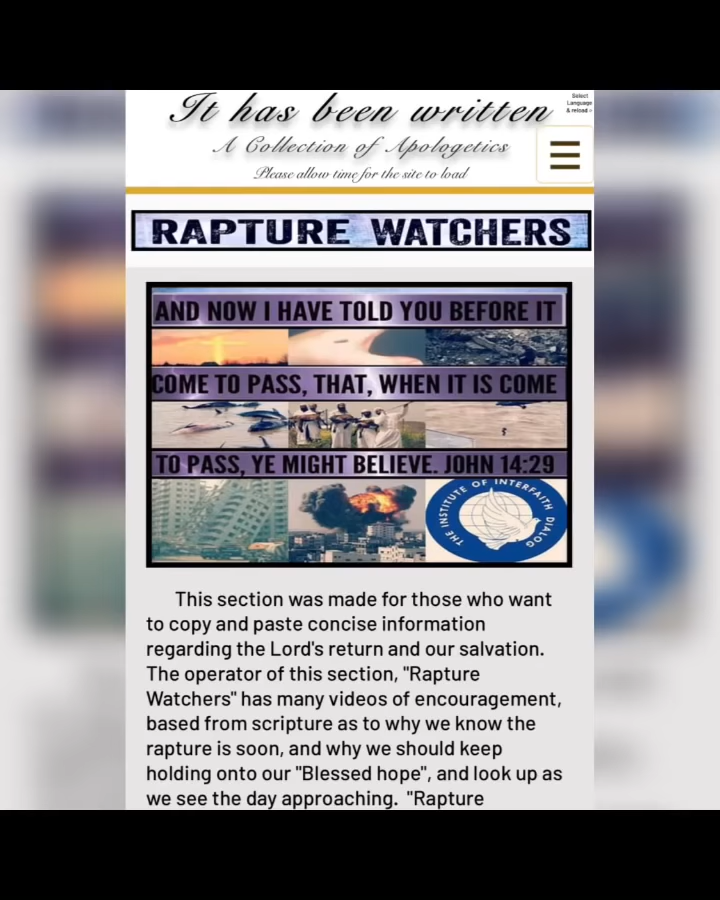 It has been written
Select
Language
& reload
A Collection of Apologetics
Please allow time for the site to load
RAPTURE WATCHERS
AND NOW I HAVE TOLD YOU BEFORE IT
COME TO PASS, THAT, WHEN IT IS COME
TO PASS, YE MIGHT BELIEVE. JOHN 14:29
THE INSTITUTE OF INTERFAITH DIALOG
This section was made for those who want
to copy and paste concise information
regarding the Lord's return and our salvation.
The operator of this section, "Rapture
Watchers" has many videos of encouragement,
based from scripture as to why we know the
rapture is soon, and why we should keep
holding onto our "Blessed hope", and look up as
we see the day approaching. "Rapture